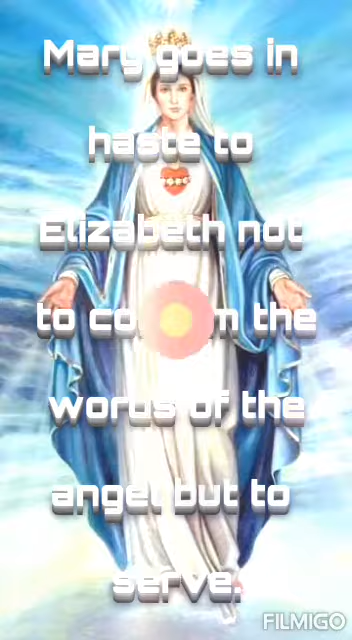 Mary goes in
haste to
Elizabeth not
to the
words of the
angel but to
serve.
FILMIGO